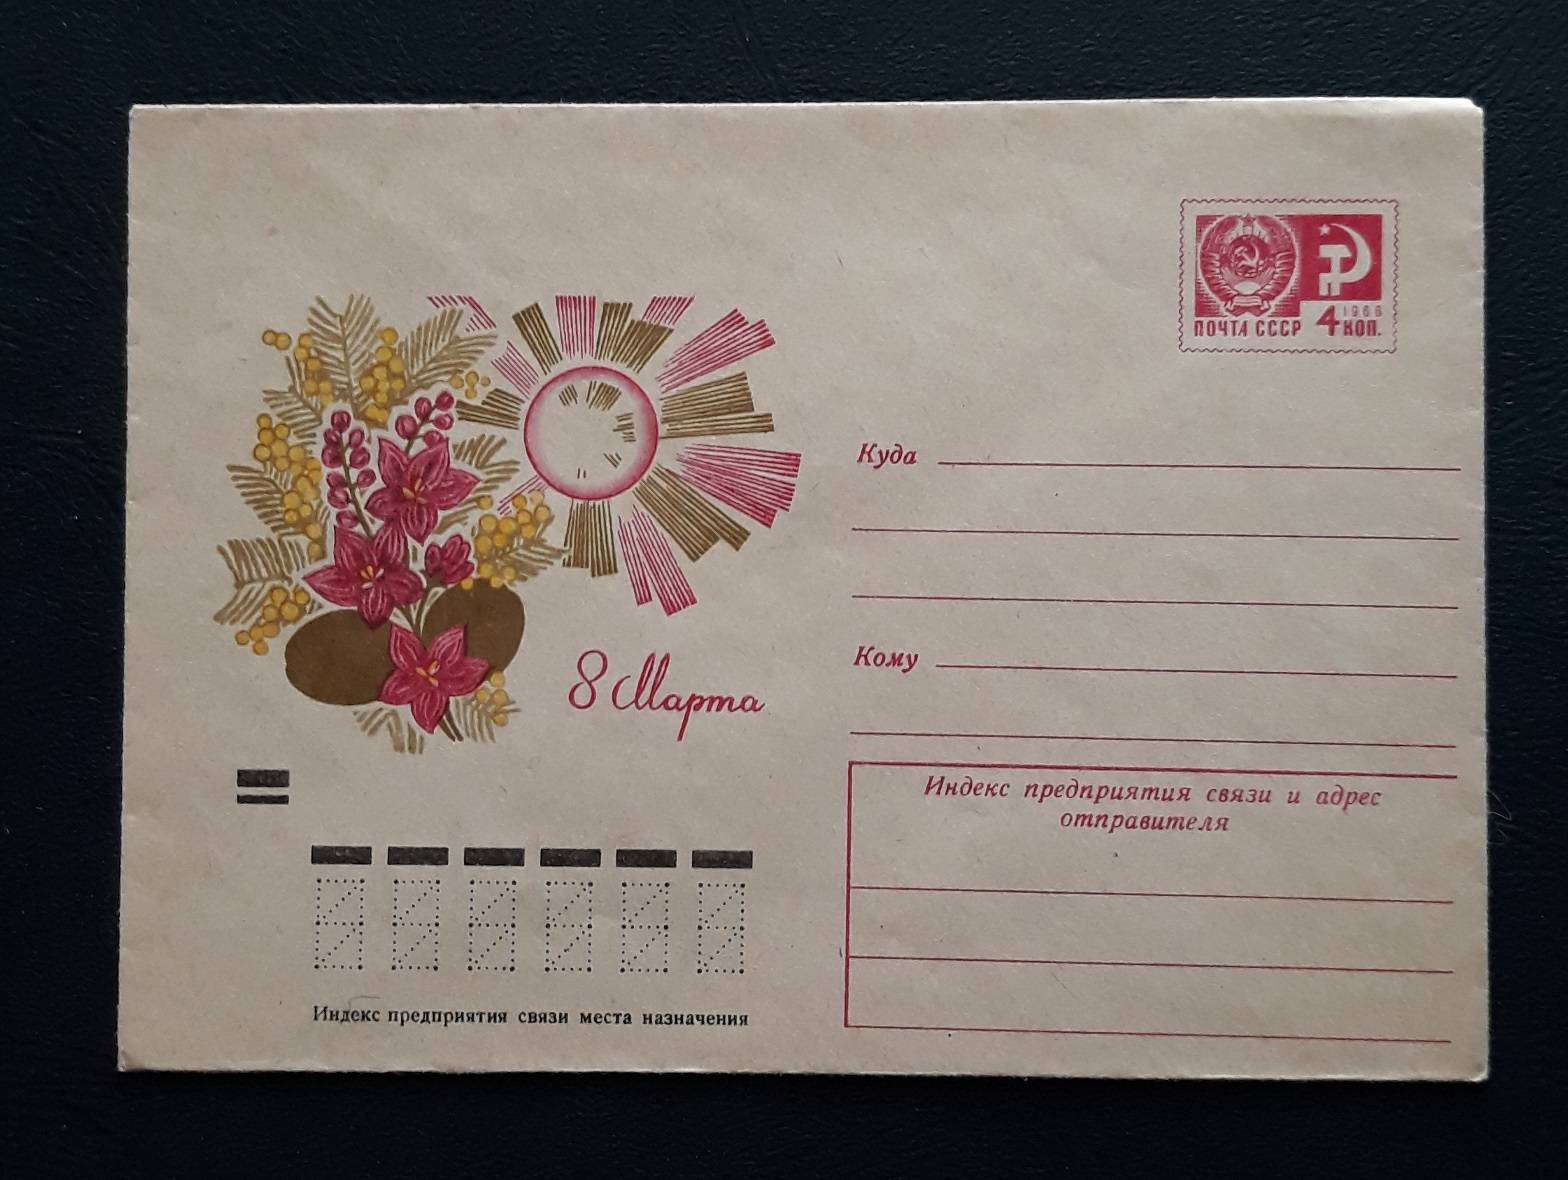 ПОЧТА СССР 4 1966 КОП.
Куда
8 Марта
Кому
Индекс предприятия связи и адрес
отправителя
Индекс предприятия связи места назначения